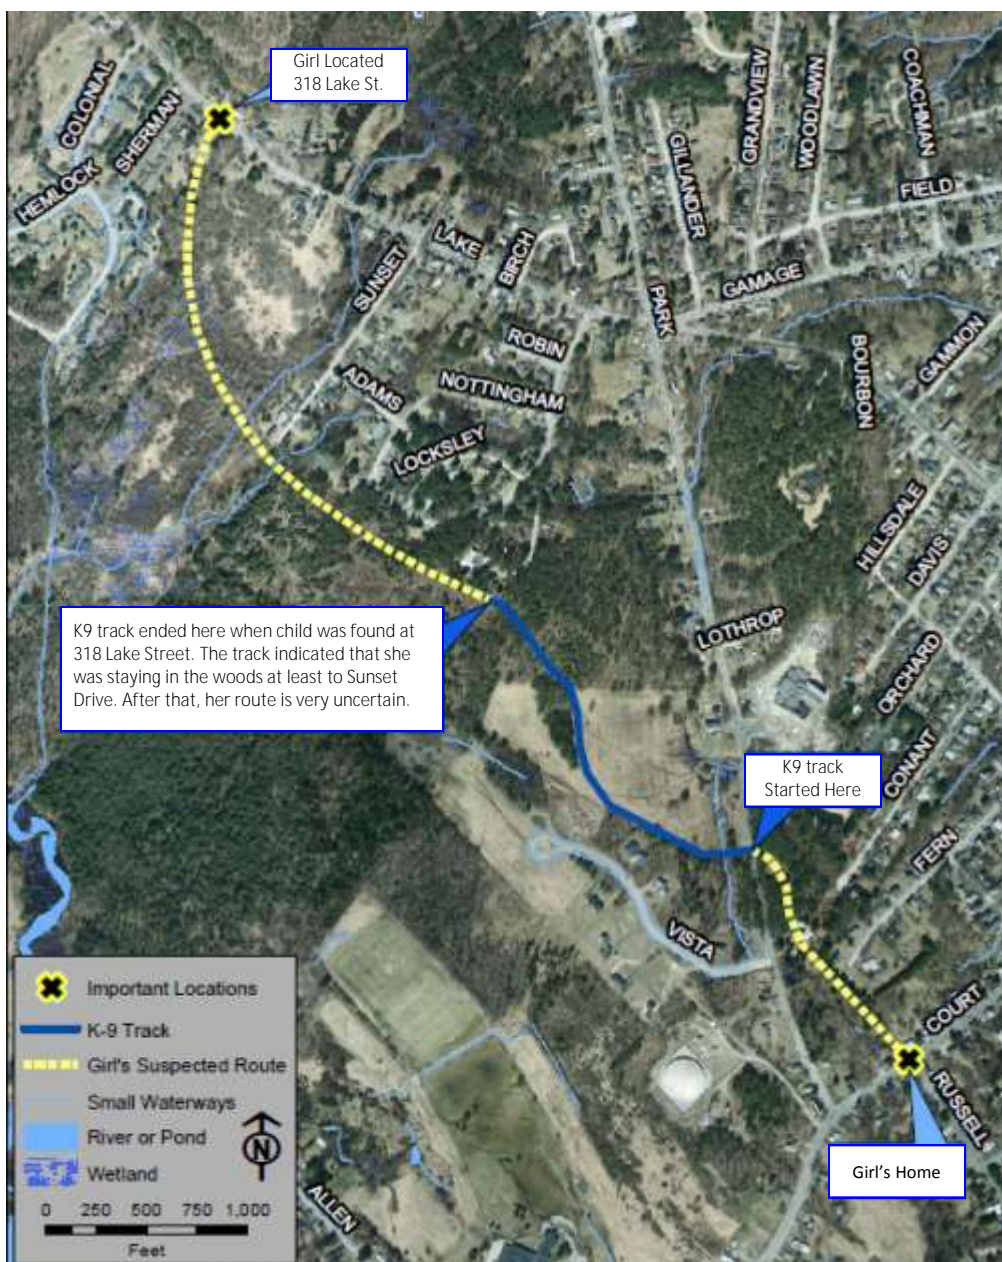 Girl Located
318 Lake St.
COLONIAL
SHERMAN
HEMLOCK
GRANDVIEW
WOODLAWN
COACHMAN
GILLANDER
FIELD
LAKE
BIRCH
SUNSET
PARK
GAMAGE
ROBIN
ADAMS
NOTTINGHAM
LOCKSLEY
BOURBON
GAMMON
HILLSDALE
DAVIS
LOTHROP
ORCHARD
K9 track ended here when child was found at
318 Lake Street. The track indicated that she
was staying in the woods at least to Sunset
Drive. After that, her route is very uncertain.
K9 track
Started Here
CONANT
FERN
VISTA
COURT
RUSSELL
Girl's Home
ALLEN
Important Locations
K-9 Track
Girl's Suspected Route
Small Waterways
River or Pond
Wetland
N
0 250 500 750 1,000
Feet